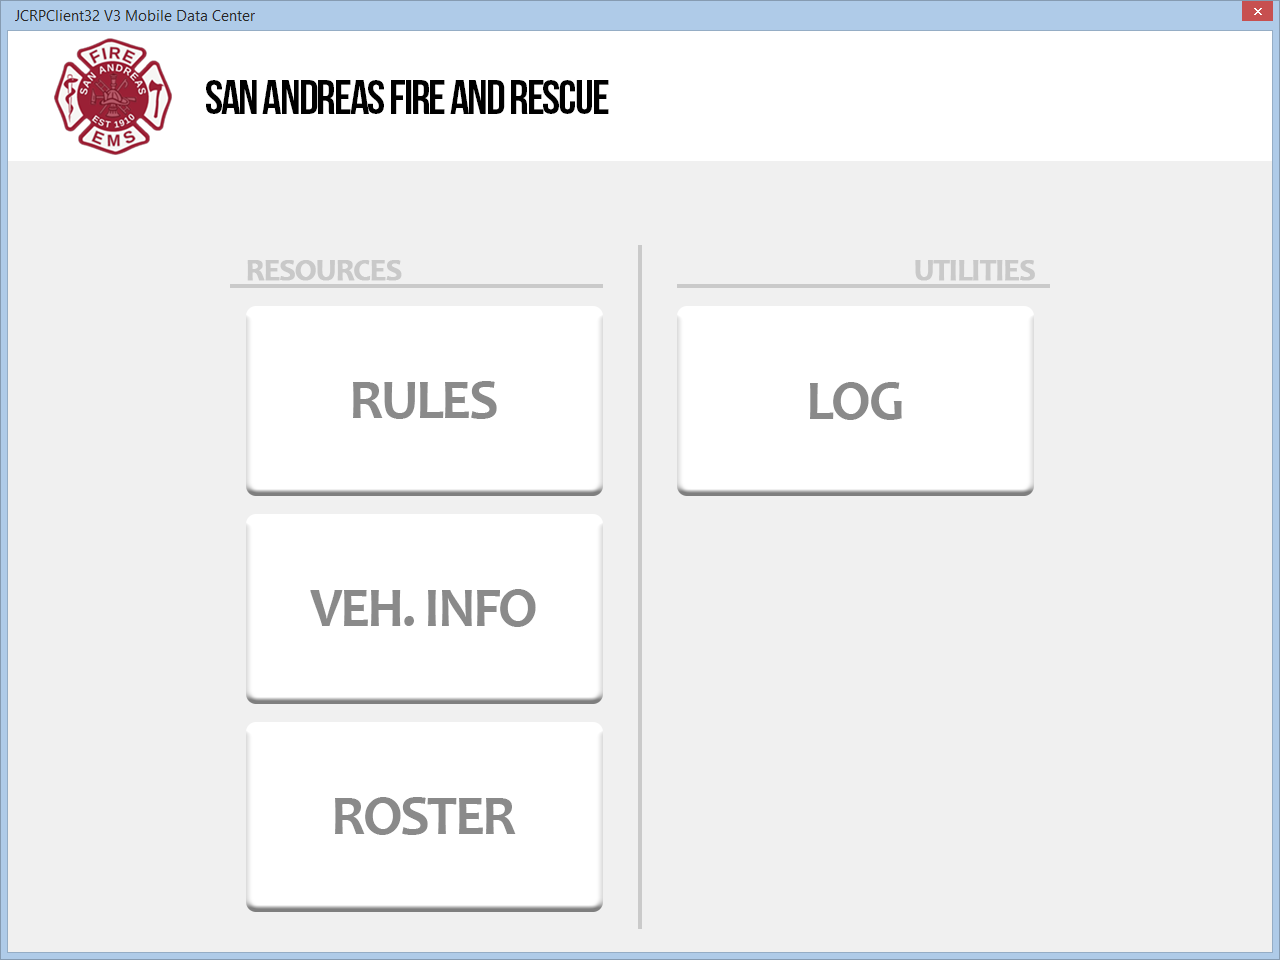 JCRPClient32 V3 Mobile Data Center
FIRE
SAN ANDREAS
EST 1910
EMS
SAN ANDREAS FIRE AND RESCUE
RESOURCES
RULES
VEH. INFO
ROSTER
UTILITIES
LOG